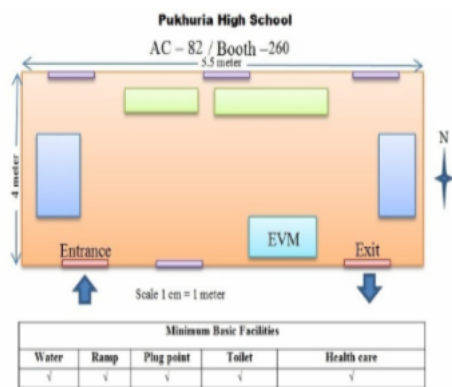 Pukhuria High School
AC – 82 / Booth –260
5.5 meter
4 meter
N
Entrance
EVM
Exit
Scale 1 cm = 1 meter
Minimum Basic Facilities
Water Ramp Plug point Toilet Health care
√ √ √ √ √